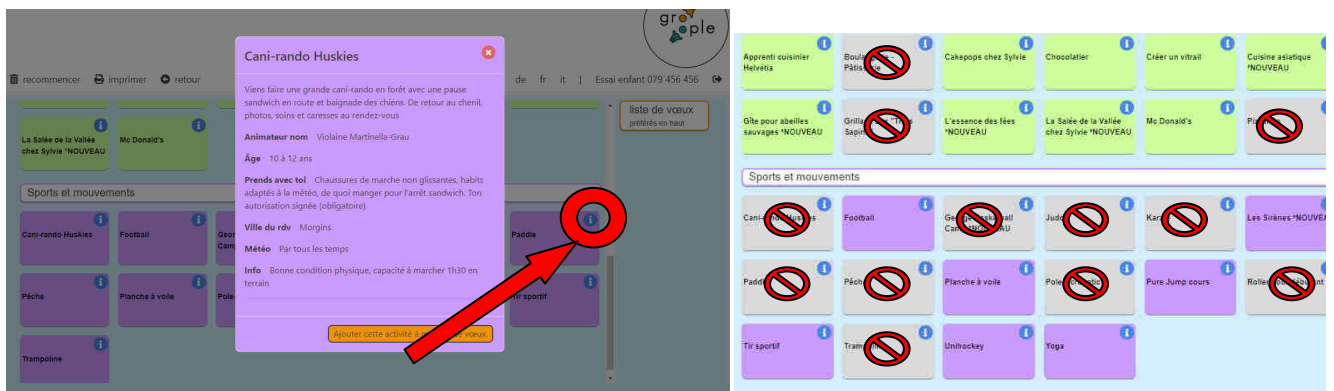 gro ple
recommencer imprimer retour
de fr it | Essai enfant 079 456 456
liste de vœux
préférés en haut
La Salée de la Vallée
chez Sylvie *NOUVEAU
Mc Donald's
Sports et mouvements
Cani-rando Huskies
Football
Paddle
Pêche
Planche à voile
Tir sportif
Trampoline
Cani-rando Huskies
Viens faire une grande cani-rando en forêt avec une pause
sandwich en route et baignade des chiens. De retour au chenil,
photos, soins et caresses au rendez-vous
Animateur nom Violaine Martinella-Grau
Âge 10 à 12 ans
Prends avec toi Chaussures de marche non glissantes, habits
adaptés à la météo, de quoi manger pour l'arrêt sandwich. Ton
autorisation signée (obligatoire)
Ville du rdv Morgins
Météo Par tous les temps
Info Bonne condition physique, capacité à marcher 1h30 en
terrain
Ajouter cette activité à vœux.
Apprenti cuisinier
Helvétia
Cakepops chez Sylvie
Chocolatier
Créer un vitrail
Cuisine asiatique
*NOUVEAU
Gîte pour abeilles
sauvages *NOUVEAU
L'essence des fées
*NOUVEAU
La Salée de la Vallée
chez Sylvie *NOUVEAU
Mc Donald's
Sports et mouvements
Football
Les Sirènes *NOUVEA
Planche à voile
Pure Jump cours
Tir sportif
Unihockey
Yoga